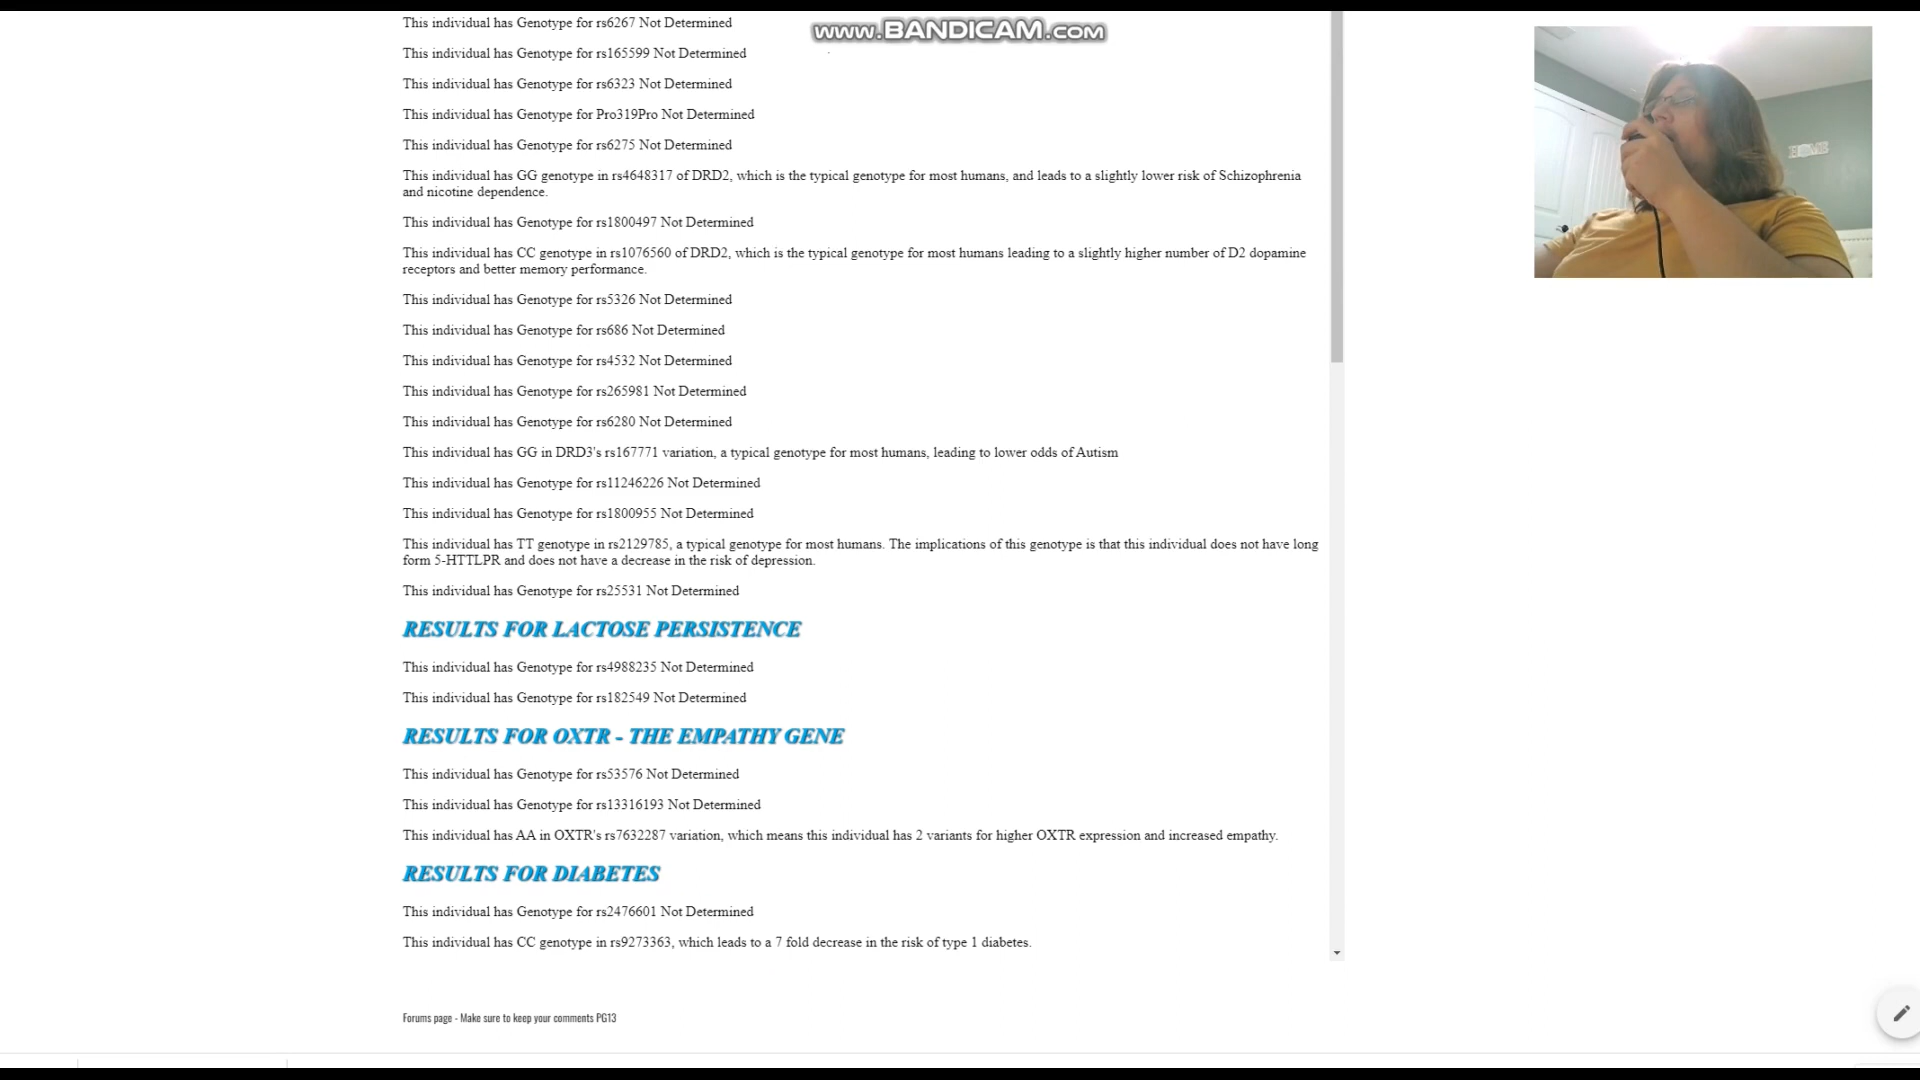 www.BANDICAM.com
This individual has Genotype for rs6267 Not Determined
This individual has Genotype for rs165599 Not Determined
This individual has Genotype for rs6323 Not Determined
This individual has Genotype for Pro319Pro Not Determined
This individual has Genotype for rs6275 Not Determined
This individual has GG genotype in rs4648317 of DRD2, which is the typical genotype for most humans, and leads to a slightly lower risk of Schizophrenia
and nicotine dependence.
This individual has Genotype for rs1800497 Not Determined
This individual has CC genotype in rs1076560 of DRD2, which is the typical genotype for most humans leading to a slightly higher number of D2 dopamine
receptors and better memory performance.
This individual has Genotype for rs5326 Not Determined
This individual has Genotype for rs686 Not Determined
This individual has Genotype for rs4532 Not Determined
This individual has Genotype for rs265981 Not Determined
This individual has Genotype for rs6280 Not Determined
This individual has GG in DRD3's rs167771 variation, a typical genotype for most humans, leading to lower odds of Autism
This individual has Genotype for rs11246226 Not Determined
This individual has Genotype for rs1800955 Not Determined
This individual has TT genotype in rs2129785, a typical genotype for most humans. The implications of this genotype is that this individual does not have long
form 5-HTTLPR and does not have a decrease in the risk of depression.
This individual has Genotype for rs25531 Not Determined
RESULTS FOR LACTOSE PERSISTENCE
This individual has Genotype for rs4988235 Not Determined
This individual has Genotype for rs182549 Not Determined
RESULTS FOR OXTR - THE EMPATHY GENE
This individual has Genotype for rs53576 Not Determined
This individual has Genotype for rs13316193 Not Determined
This individual has AA in OXTR's rs7632287 variation, which means this individual has 2 variants for higher OXTR expression and increased empathy.
RESULTS FOR DIABETES
This individual has Genotype for rs2476601 Not Determined
This individual has CC genotype in rs9273363, which leads to a 7 fold decrease in the risk of type 1 diabetes.
Forums page - Make sure to keep your comments PG13
HOME